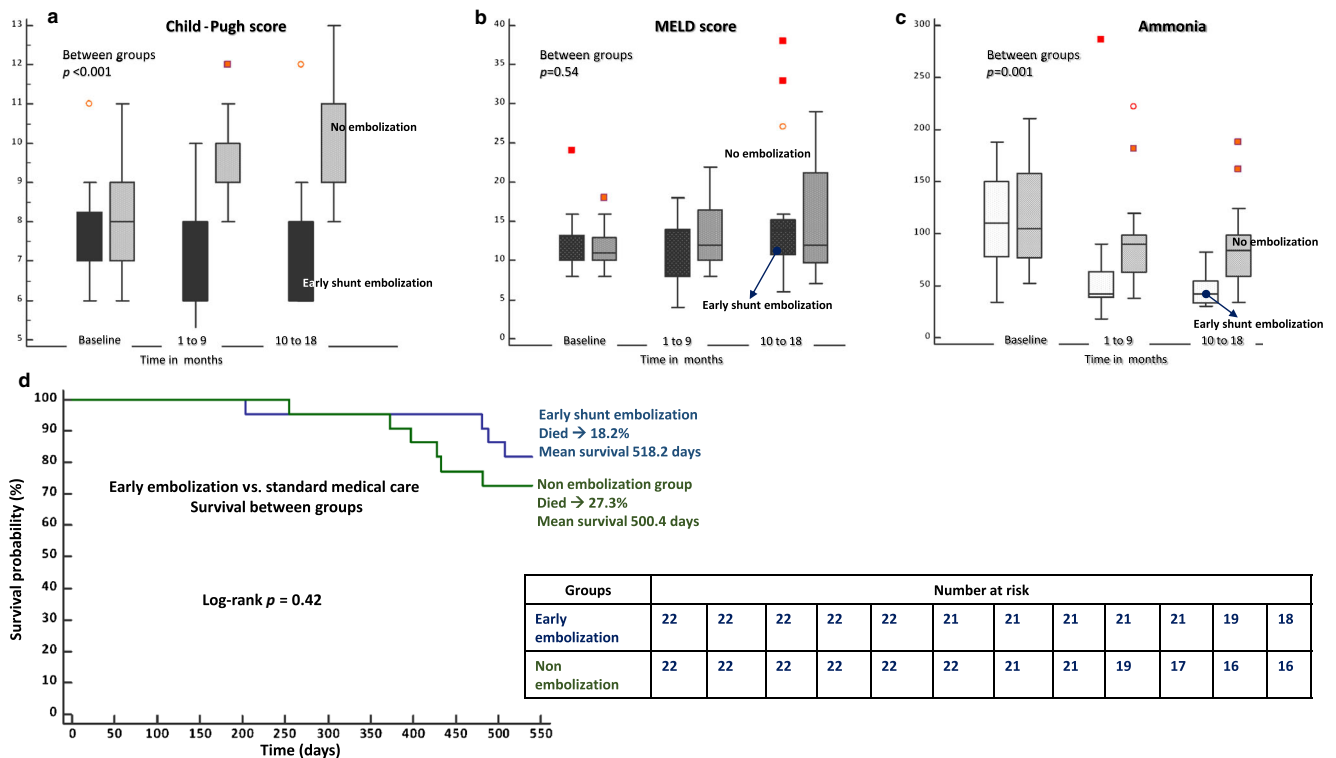 a
Child-Pugh score
Between groups
p <0.001
13
12
11
10
9
8
7
6
5
No embolization
Early shunt embolization
Baseline
1 to 9
10 to 18
Time in months
b
MELD score
Between groups
p=0.54
40
35
30
25
20
15
10
5
0
No embolization
Early shunt embolization
Baseline
1 to 9
10 to 18
Time in months
c
Ammonia
Between groups
p=0.001
300
250
200
150
100
50
0
No embolization
Early shunt embolization
Baseline
1 to 9
10 to 18
Time in months
d
Survival probability (%)
100
90
80
70
60
50
40
30
20
10
0
Early shunt embolization
Died → 18.2%
Mean survival 518.2 days
Non embolization group
Died → 27.3%
Mean survival 500.4 days
Early embolization vs. standard medical care
Survival between groups
Log-rank p = 0.42
0 50 100 150 200 250 300 350 400 450 500 550
Time (days)
Groups Number at risk
Early
embolization 22 22 22 22 22 21 21 21 21 21 19 18
Non
embolization 22 22 22 22 22 22 21 21 19 17 16 16